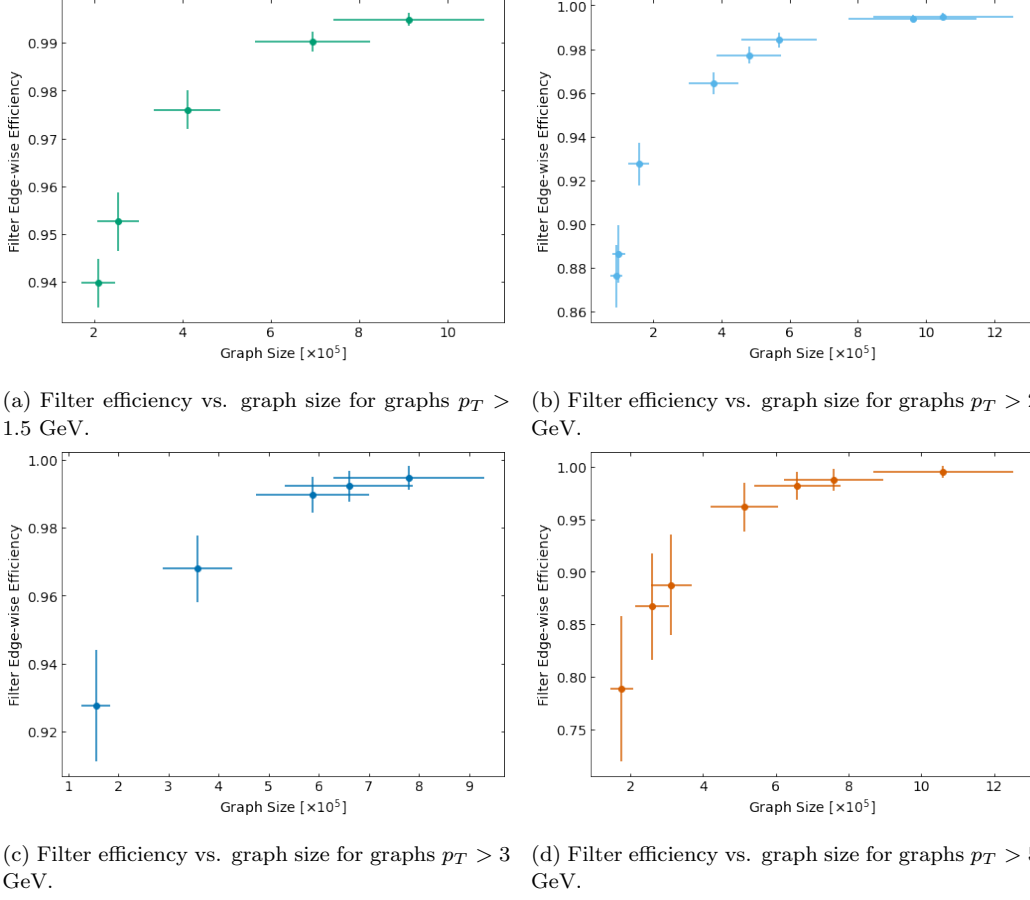 0.99
0.98
0.97
0.96
0.95
0.94
Filter Edge-wise Efficiency
2 4 6 8 10
Graph Size [×10⁵]
(a) Filter efficiency vs. graph size for graphs p_T >
1.5 GeV.
1.00
0.98
0.96
0.94
0.92
0.90
0.88
0.86
Filter Edge-wise Efficiency
2 4 6 8 10 12
Graph Size [×10⁵]
(b) Filter efficiency vs. graph size for graphs p_T >
GeV.
1.00
0.98
0.96
0.94
0.92
Filter Edge-wise Efficiency
1 2 3 4 5 6 7 8 9
Graph Size [×10⁵]
(c) Filter efficiency vs. graph size for graphs p_T > 3
GeV.
1.00
0.95
0.90
0.85
0.80
0.75
Filter Edge-wise Efficiency
2 4 6 8 10 12
Graph Size [×10⁵]
(d) Filter efficiency vs. graph size for graphs p_T >
GeV.